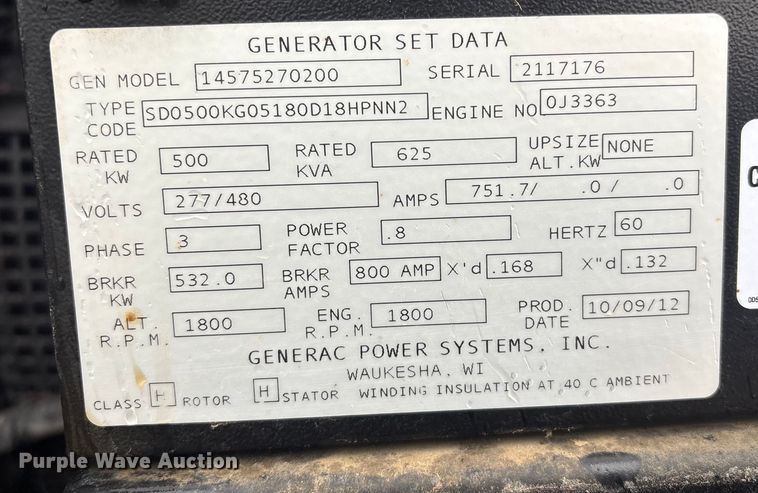 GENERATOR SET DATA
GEN MODEL 14575270200 SERIAL 2117176
TYPE CODE SD0500KG05180D18HPNN2 ENGINE NO 0J3363
RATED KW 500 RATED KVA 625 UPSIZE ALT.KW NONE
VOLTS 277/480 AMPS 751.7/ .0 / .0
PHASE 3 POWER FACTOR .8 HERTZ 60
BRKR KW 532.0 BRKR AMPS 800 AMP X'd .168 X"d .132
ALT. R.P.M. 1800 ENG. R.P.M. 1800 PROD. DATE 10/09/12
GENERAC POWER SYSTEMS, INC.
WAUKESHA, WI
CLASS H ROTOR H STATOR WINDING INSULATION AT 40 C AMBIENT
Purple Wave Auction